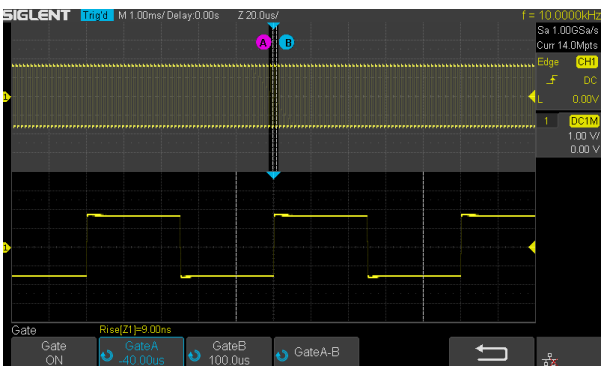 SIGLENT Trig'd M 1.00ms/ Delay:0.00s Z 20.0us/ f = 10.0000kHz
Sa 1.00GSa/s
Curr 14.0Mpts
A B
Edge CH1
DC
L 0.00V
1
1 DC1M
1.00 V/
0.00 V
1
Gate Rise[Z1]=9.00ns
Gate
ON
GateA
-40.00us
GateB
100.0us
GateA-B